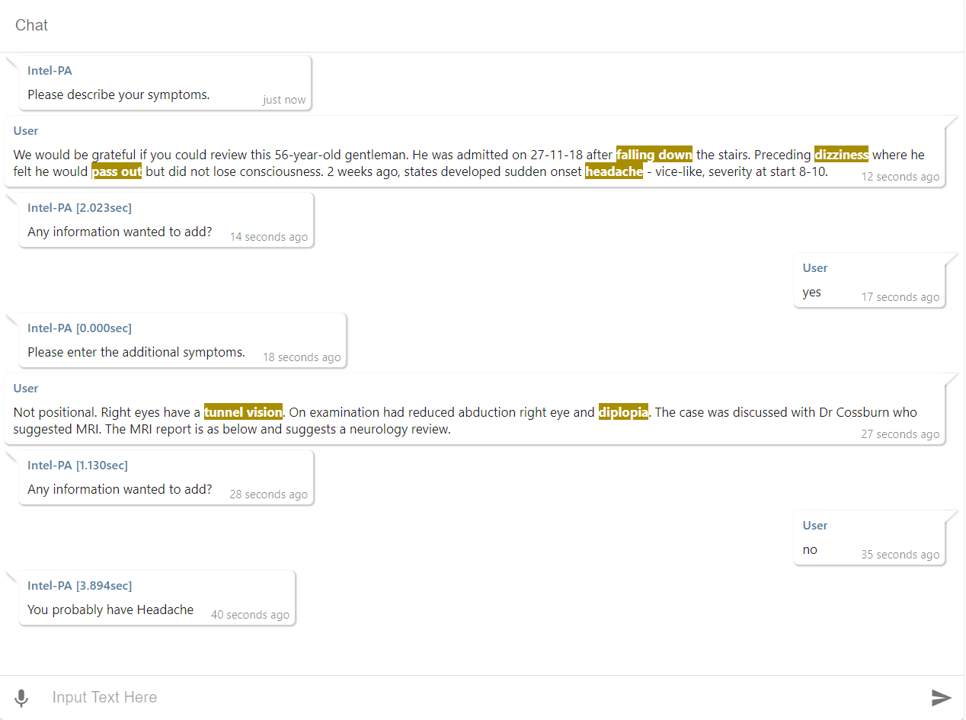 Chat
Intel-PA
Please describe your symptoms.
just now
User
We would be grateful if you could review this 56-year-old gentleman. He was admitted on 27-11-18 after falling down the stairs. Preceding dizziness where he
felt he would pass out but did not lose consciousness. 2 weeks ago, states developed sudden onset headache - vice-like, severity at start 8-10.
12 seconds ago
Intel-PA [2.023sec]
Any information wanted to add?
14 seconds ago
User
yes
17 seconds ago
Intel-PA [0.000sec]
Please enter the additional symptoms.
18 seconds ago
User
Not positional. Right eyes have a tunnel vision. On examination had reduced abduction right eye and diplopia. The case was discussed with Dr Cossburn who
suggested MRI. The MRI report is as below and suggests a neurology review.
27 seconds ago
Intel-PA [1.130sec]
Any information wanted to add?
28 seconds ago
User
no
35 seconds ago
Intel-PA [3.894sec]
You probably have Headache
40 seconds ago
Input Text Here